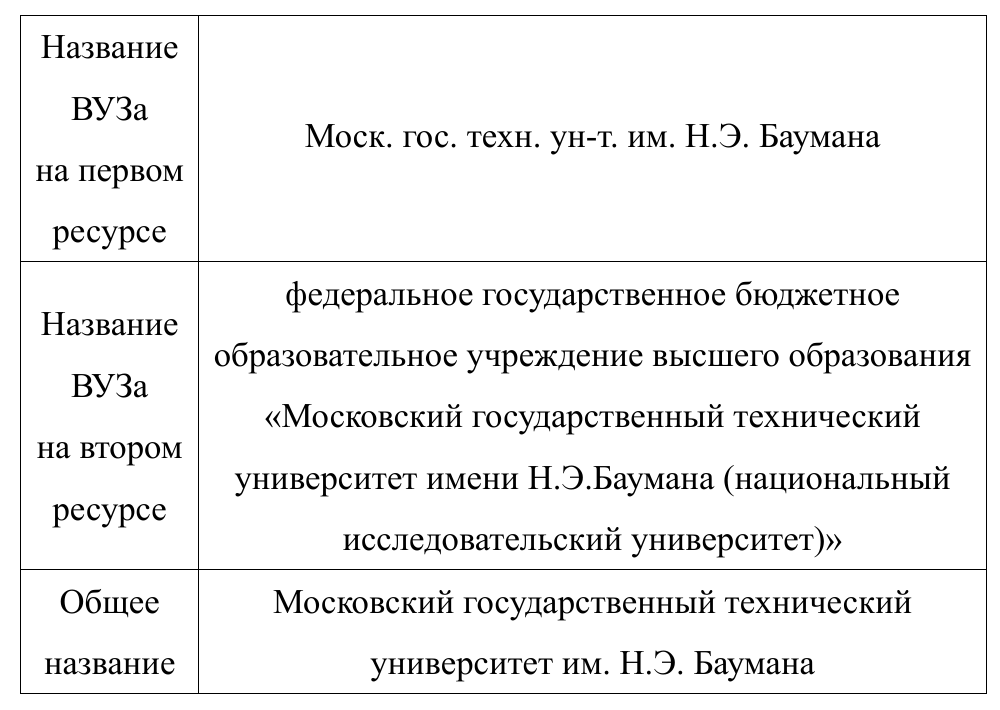 Название
ВУЗа
на первом
ресурсе
Моск. гос. техн. ун-т. им. Н.Э. Баумана
Название
ВУЗа
на втором
ресурсе
федеральное государственное бюджетное
образовательное учреждение высшего образования
«Московский государственный технический
университет имени Н.Э.Баумана (национальный
исследовательский университет)»
Общее
название
Московский государственный технический
университет им. Н.Э. Баумана